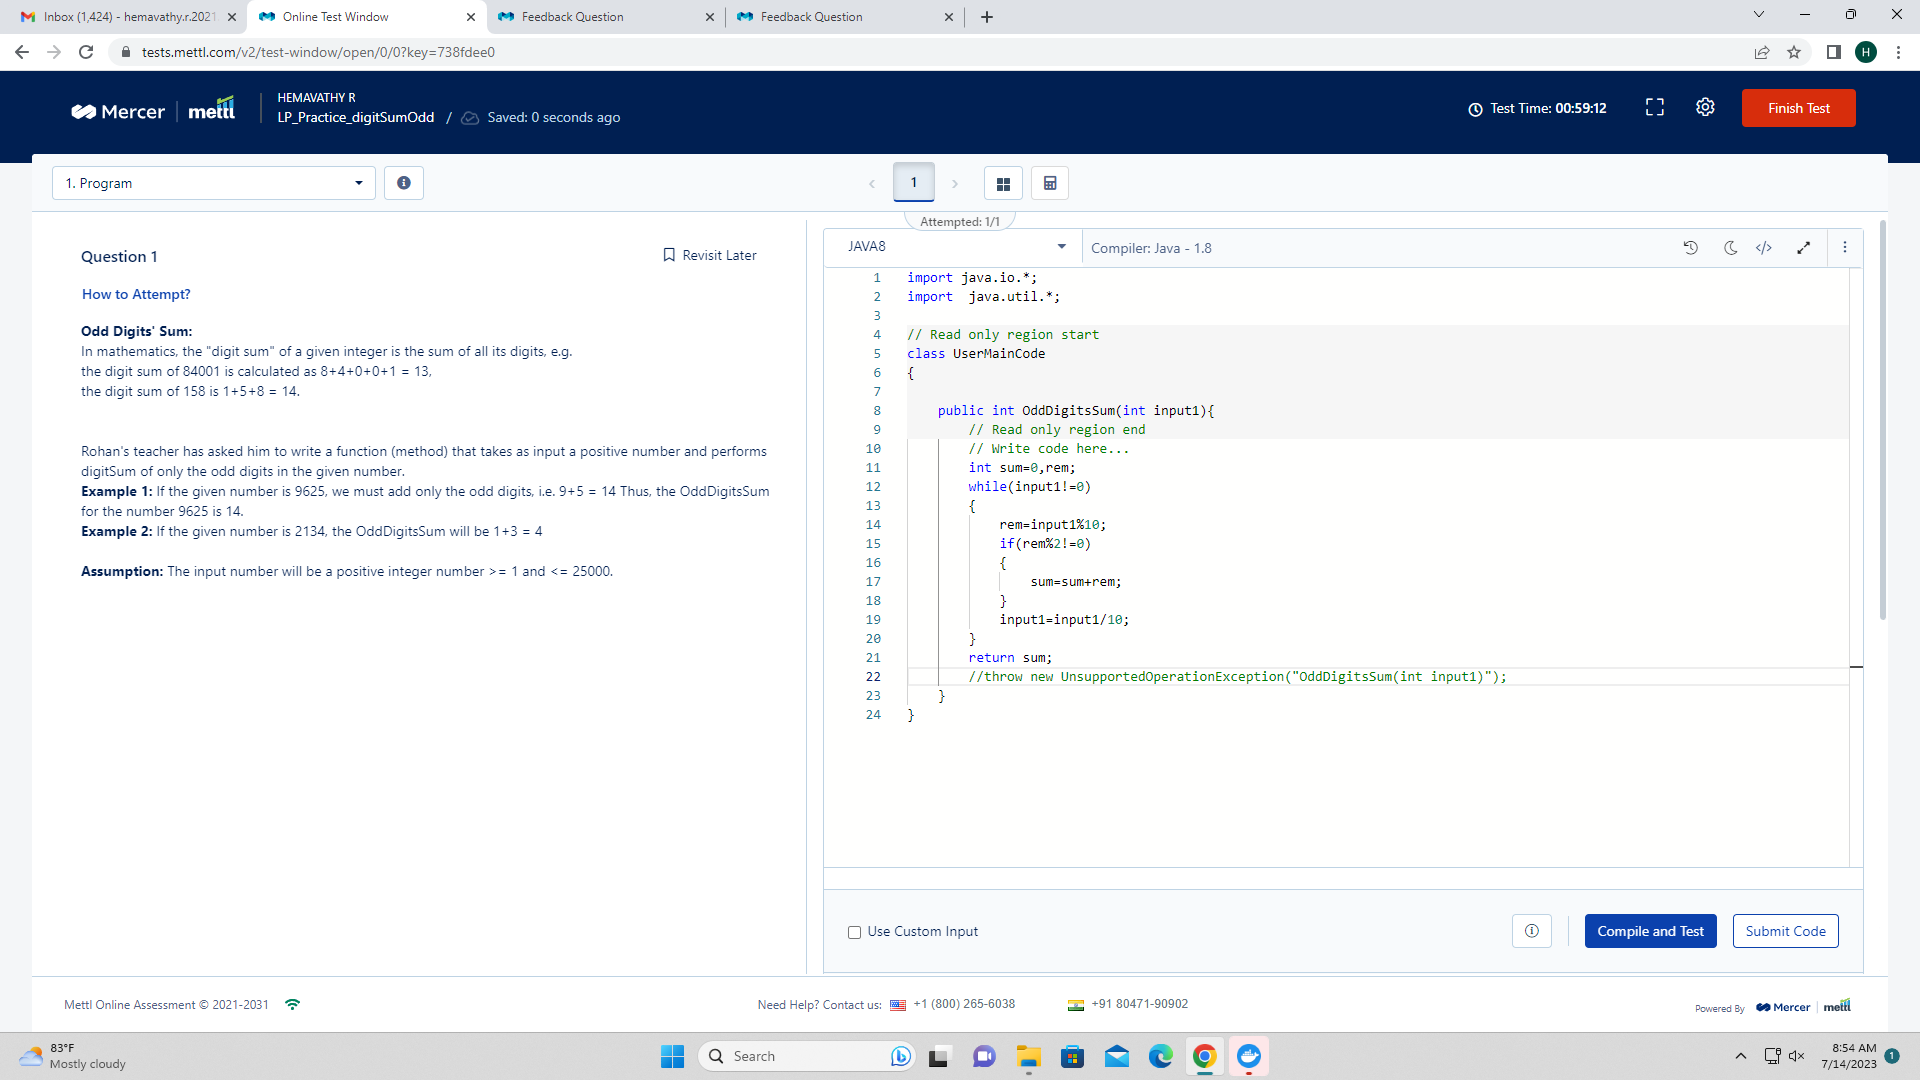 Inbox (1,424) - hemavathy.r.2021
Online Test Window
Feedback Question
Feedback Question
tests.mettl.com/v2/test-window/open/0/0?key=738fdee0
H
Mercer
mettl
HEMAVATHY R
LP_Practice_digitSumOdd / Saved: 0 seconds ago
Test Time: 00:59:12
Finish Test
1. Program
1
Attempted: 1/1
Question 1
Revisit Later
How to Attempt?
Odd Digits' Sum:
In mathematics, the "digit sum" of a given integer is the sum of all its digits, e.g.
the digit sum of 84001 is calculated as 8+4+0+0+1 = 13,
the digit sum of 158 is 1+5+8 = 14.
Rohan's teacher has asked him to write a function (method) that takes as input a positive number and performs
digitSum of only the odd digits in the given number.
Example 1: If the given number is 9625, we must add only the odd digits, i.e. 9+5 = 14 Thus, the OddDigitsSum
for the number 9625 is 14.
Example 2: If the given number is 2134, the OddDigitsSum will be 1+3 = 4
Assumption: The input number will be a positive integer number >= 1 and <= 25000.
JAVA8
Compiler: Java - 1.8
1 import java.io.*;
2 import  java.util.*;
3
4 // Read only region start
5 class UserMainCode
6 {
7
8 public int OddDigitsSum(int input1){
9 // Read only region end
10 // Write code here...
11 int sum=0,rem;
12 while(input1!=0)
13 {
14 rem=input1%10;
15 if(rem%2!=0)
16 {
17 sum=sum+rem;
18 }
19 input1=input1/10;
20 }
21 return sum;
22 //throw new UnsupportedOperationException("OddDigitsSum(int input1)");
23 }
24 }
Use Custom Input
Compile and Test
Submit Code
Mettl Online Assessment © 2021-2031
Need Help? Contact us: +1 (800) 265-6038
+91 80471-90902
Powered By Mercer mettl
83°F
Mostly cloudy
Search
8:54 AM
7/14/2023
1